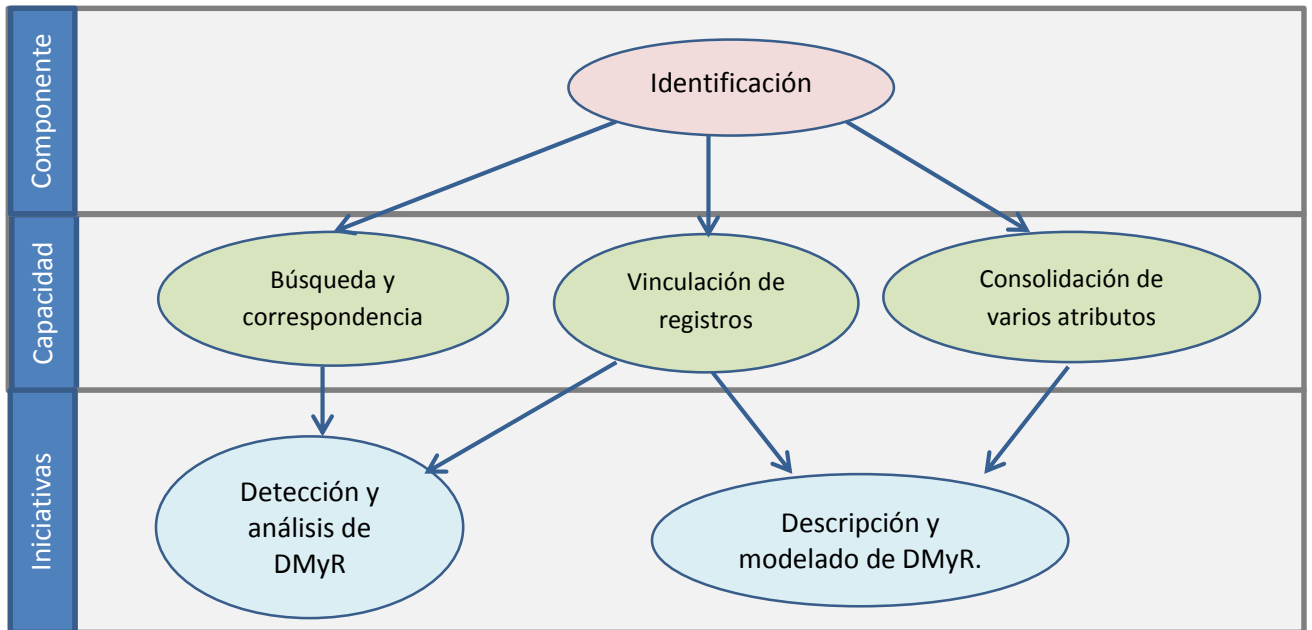 Componente
Identificación
Capacidad
Búsqueda y
correspondencia
Vinculación de
registros
Consolidación de
varios atributos
Iniciativas
Detección y
análisis de
DMyR
Descripción y
modelado de DMyR.